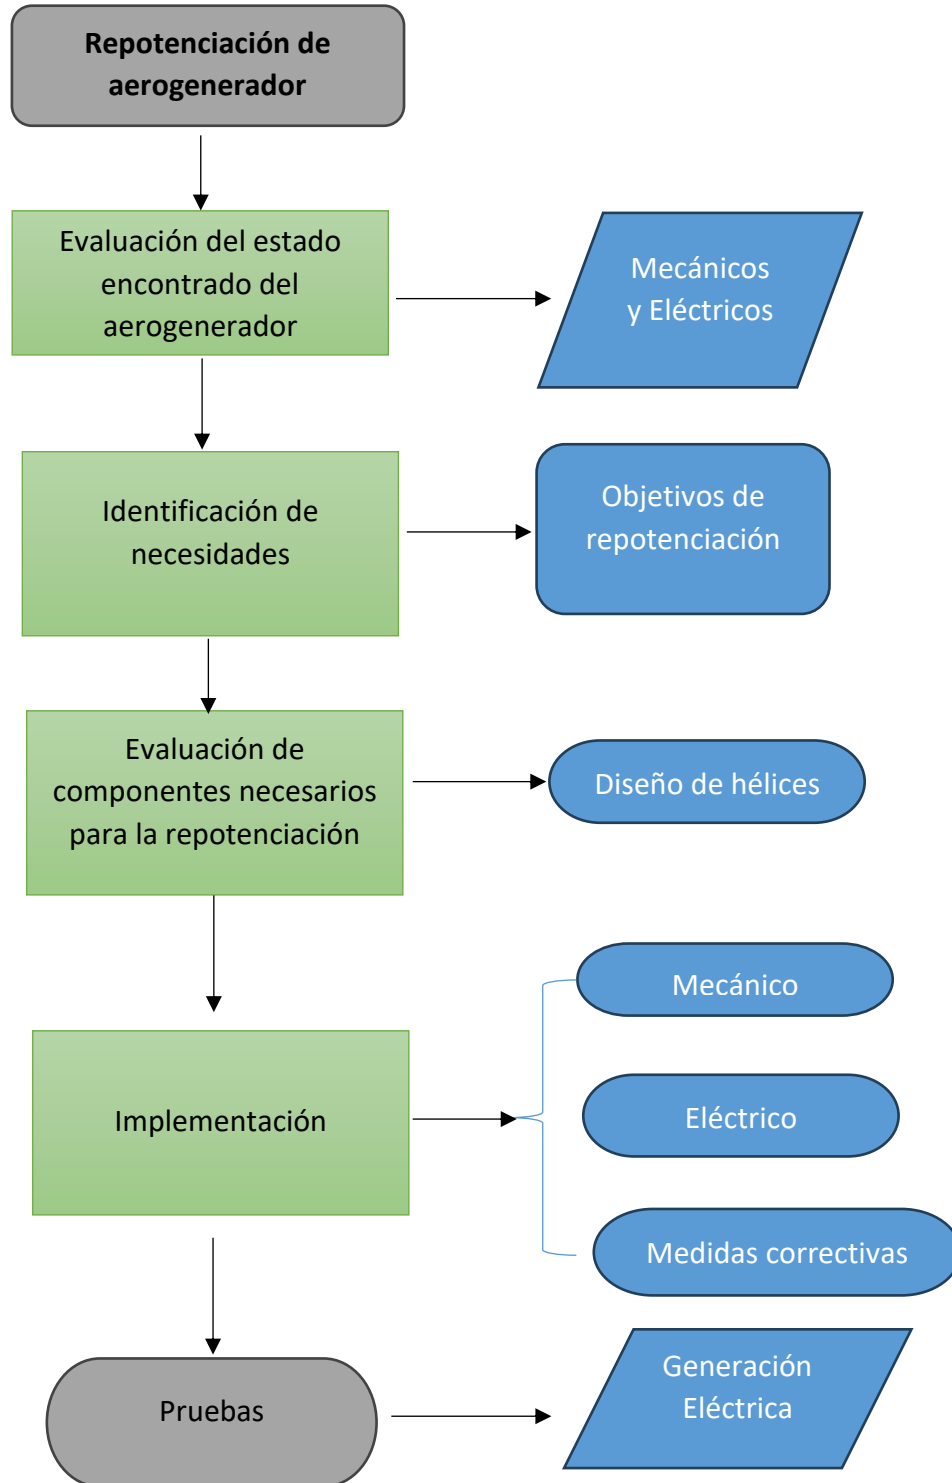 Repotenciación de
aerogenerador
Evaluación del estado
encontrado del
aerogenerador
Mecánicos
y Eléctricos
Identificación de
necesidades
Objetivos de
repotenciación
Evaluación de
componentes necesarios
para la repotenciación
Diseño de hélices
Implementación
Mecánico
Eléctrico
Medidas correctivas
Pruebas
Generación
Eléctrica